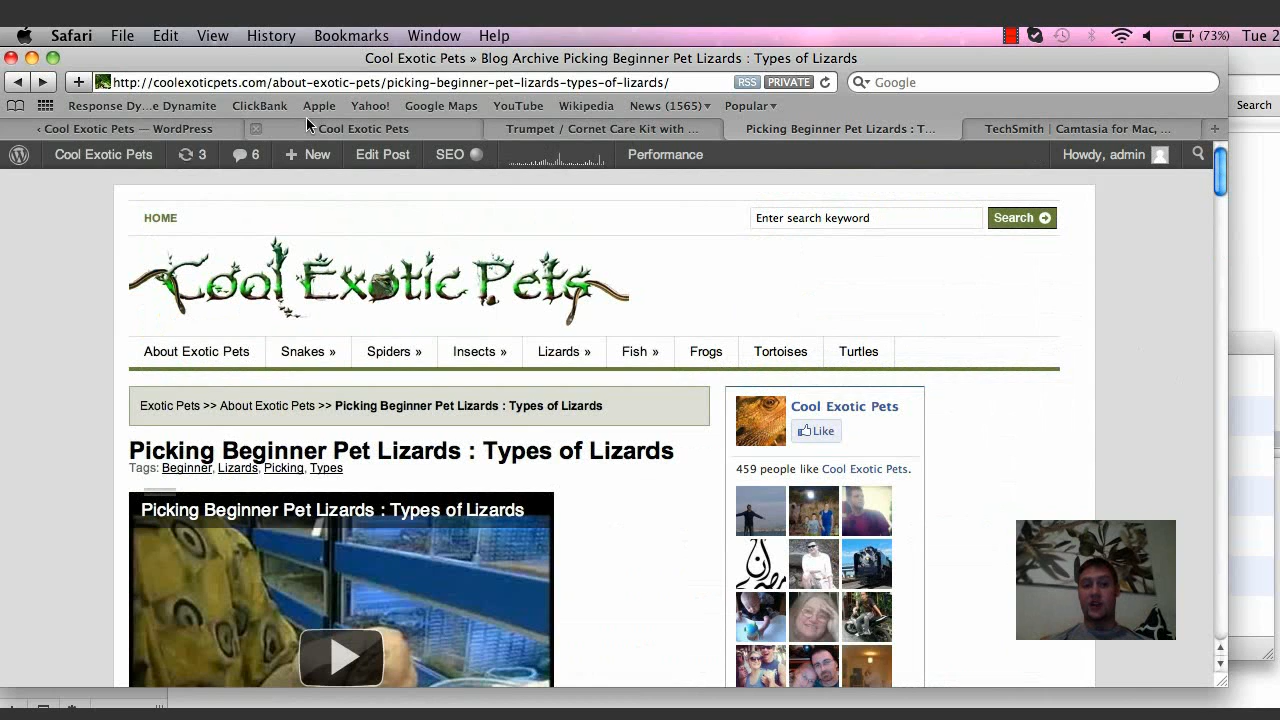 Safari File Edit View History Bookmarks Window Help (73%) Tue 2
Cool Exotic Pets » Blog Archive Picking Beginner Pet Lizards : Types of Lizards
http://coolexoticpets.com/about-exotic-pets/picking-beginner-pet-lizards-types-of-lizards/ RSS PRIVATE Google
Response Dy...e Dynamite ClickBank Apple Yahoo! Google Maps YouTube Wikipedia News (1565) Popular Search
‹ Cool Exotic Pets — WordPress Cool Exotic Pets Trumpet / Cornet Care Kit with ... Picking Beginner Pet Lizards : T... TechSmith | Camtasia for Mac, ...
Cool Exotic Pets 3 6 + New Edit Post SEO Performance Howdy, admin
HOME Enter search keyword Search
Cool Exotic Pets
About Exotic Pets Snakes » Spiders » Insects » Lizards » Fish » Frogs Tortoises Turtles
Exotic Pets >> About Exotic Pets >> Picking Beginner Pet Lizards : Types of Lizards
Cool Exotic Pets
Like
Picking Beginner Pet Lizards : Types of Lizards
Tags: Beginner, Lizards, Picking, Types
459 people like Cool Exotic Pets.
Picking Beginner Pet Lizards : Types of Lizards